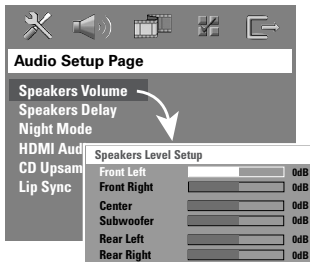 Audio Setup Page
Speakers Volume
Speakers Delay
Night Mode
HDMI Aud
CD Upsam
Lip Sync
Speakers Level Setup
Front Left 0dB
Front Right 0dB
Center 0dB
Subwoofer 0dB
Rear Left 0dB
Rear Right 0dB